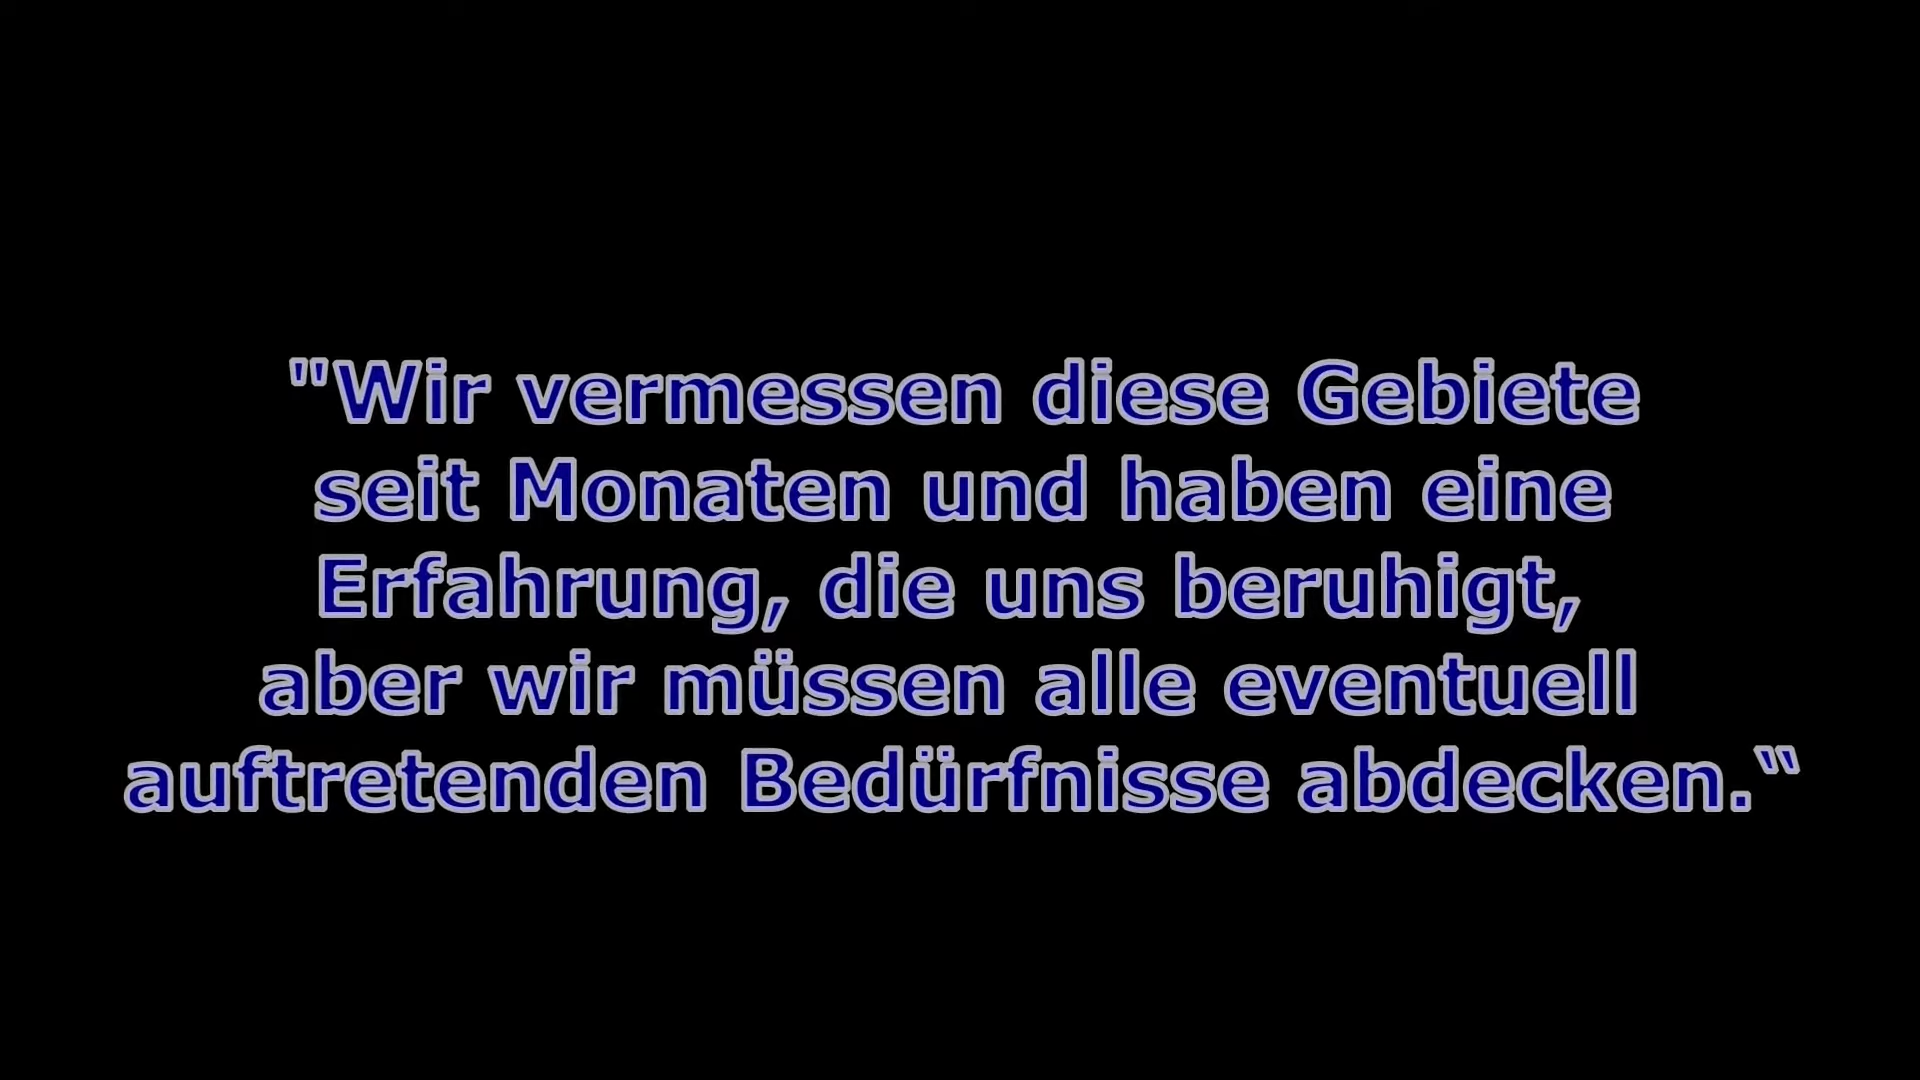 "Wir vermessen diese Gebiete
seit Monaten und haben eine
Erfahrung, die uns beruhigt,
aber wir müssen alle eventuell
auftretenden Bedürfnisse abdecken.“